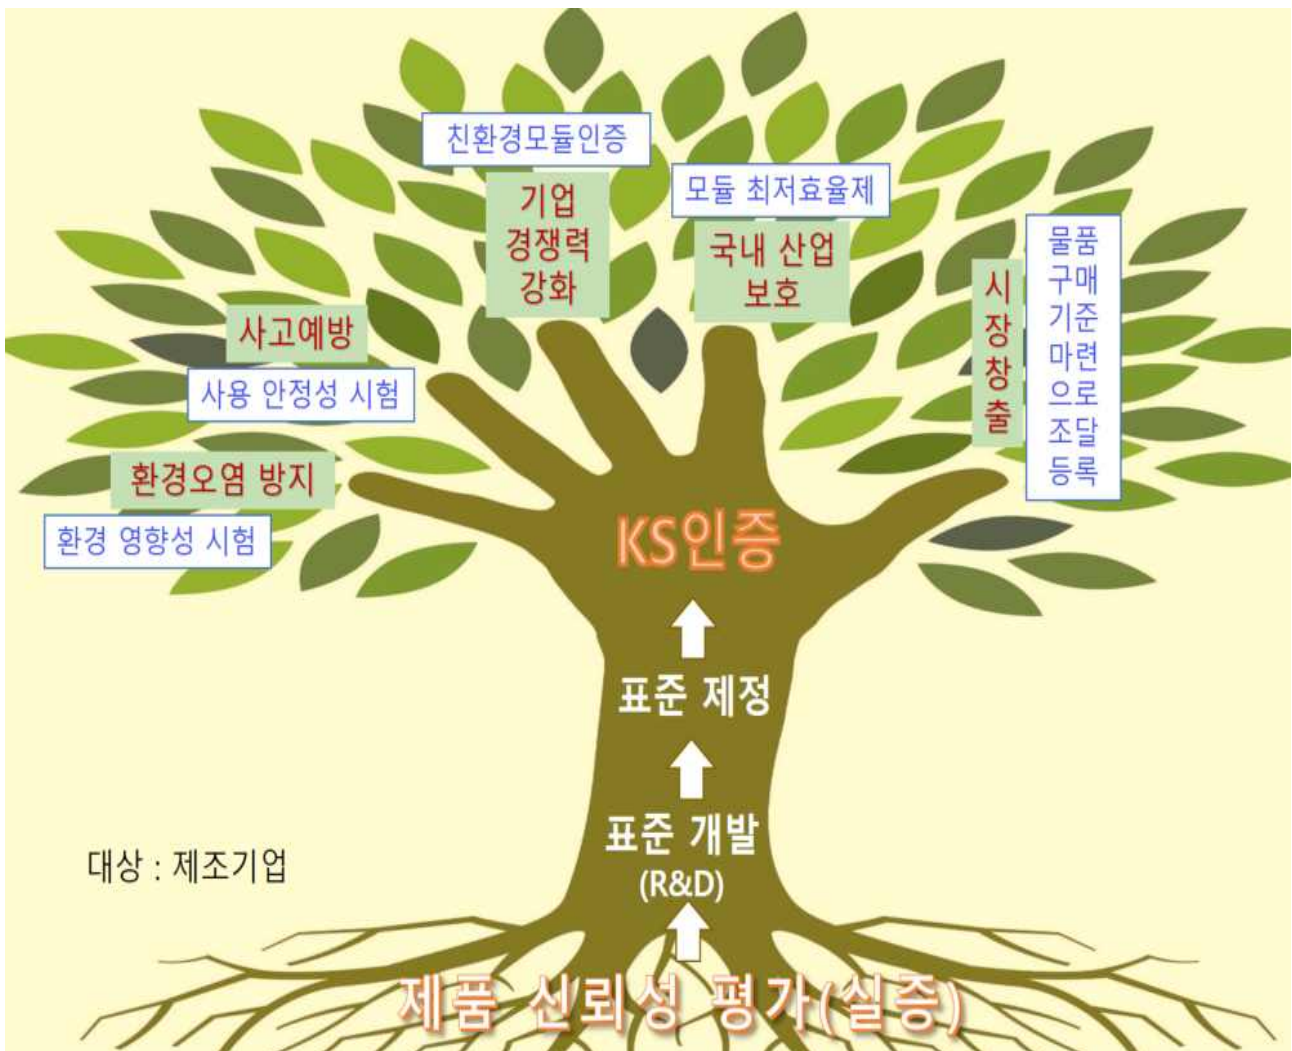 친환경모듈인증
기업
경쟁력
강화
모듈 최저효율제
국내 산업
보호
시
장
창
출
물품
구매
기준
마련
으로
조달
등록
사고예방
사용 안정성 시험
환경오염 방지
환경 영향성 시험
KS인증
표준 제정
표준 개발
(R&D)
대상 : 제조기업
제품 신뢰성 평가(실증)